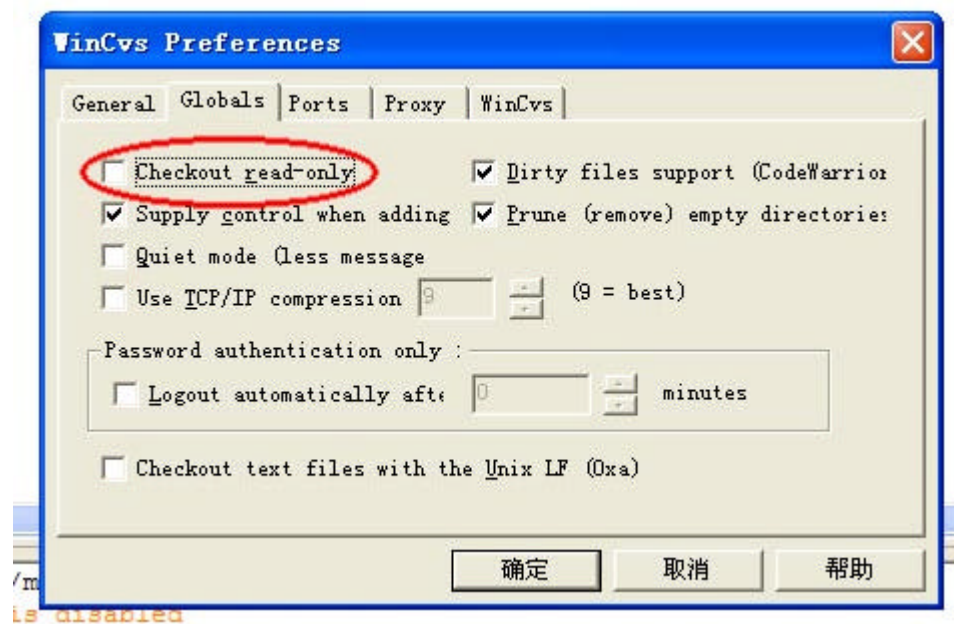 WinCvs Preferences
General Globals Ports Proxy WinCvs
Checkout read-only Dirty files support (CodeWarrior
Supply control when adding Prune (remove) empty directories
Quiet mode (less message
Use TCP/IP compression 9 (9 = best)
Password authentication only :
Logout automatically afte 0 minutes
Checkout text files with the Unix LF (0xa)
确定 取消 帮助
/m
is disabled